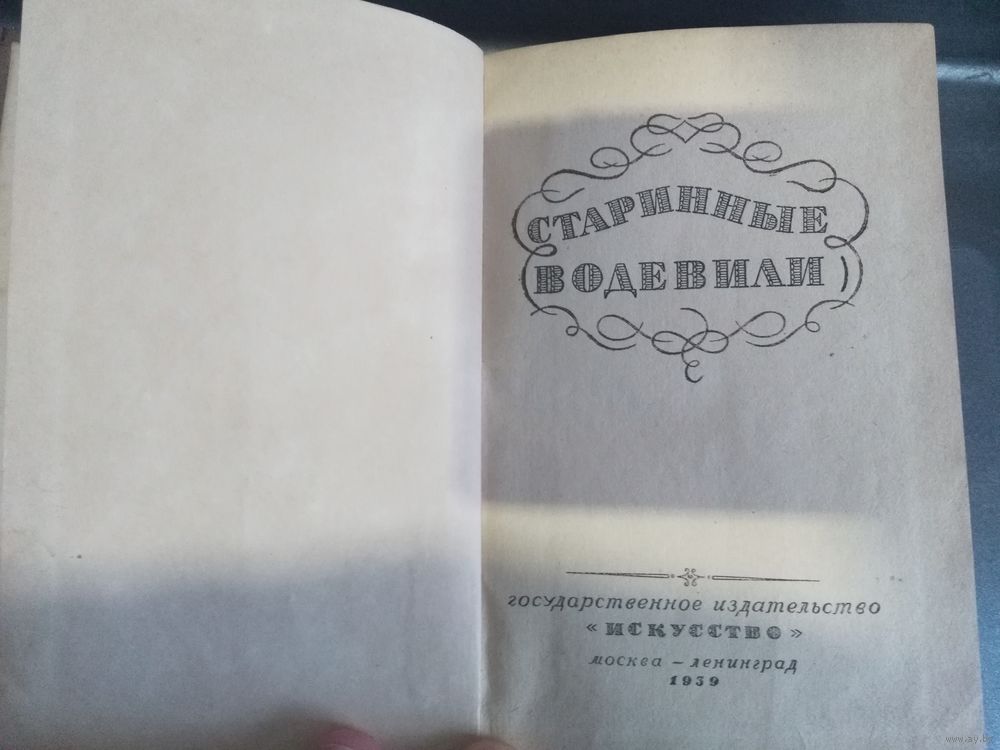 СТАРИННЫЕ
ВОДЕВИЛИ
государственное издательство
«ИСКУССТВО»
москва – ленинград
1939